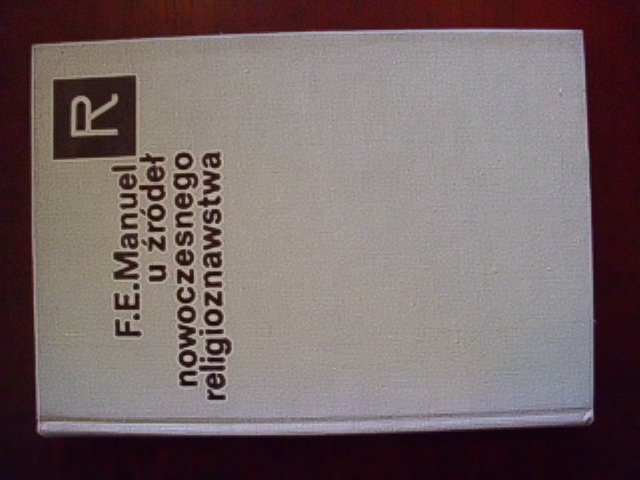 R
F.E.Manuel
u źródeł
nowoczesnego
religioznawstwa